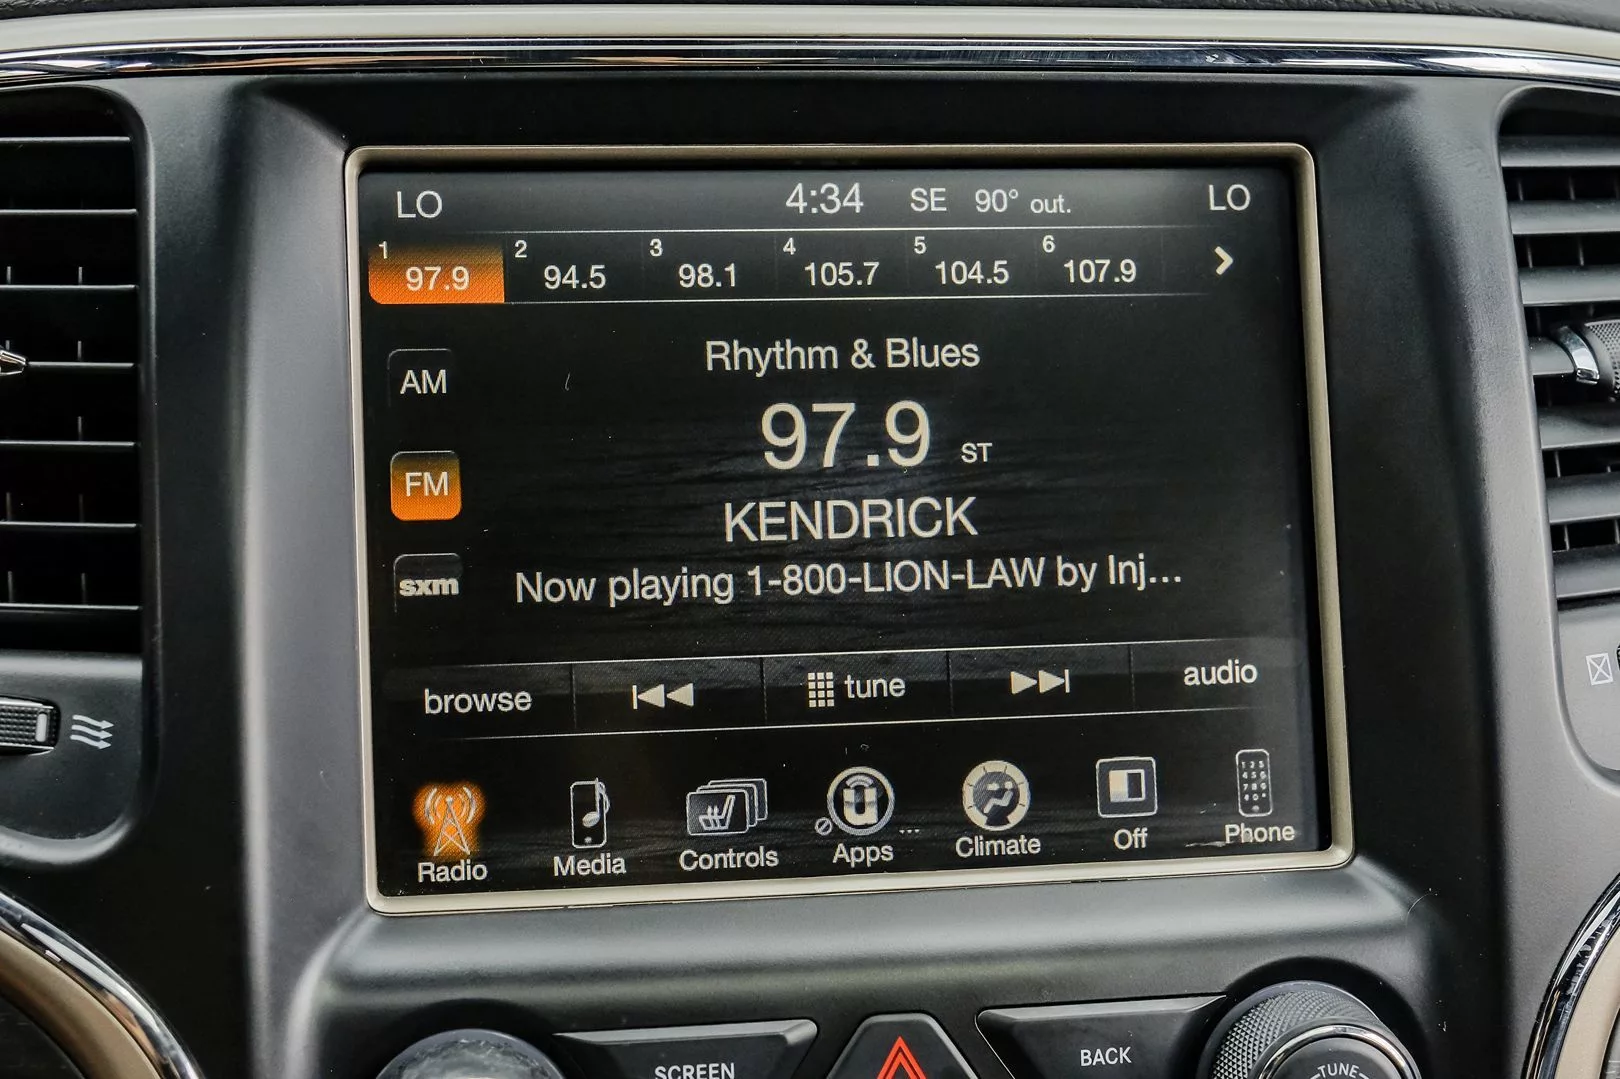 LO 4:34 SE 90° out. LO
1 2 3 4 5 6
97.9 94.5 98.1 105.7 104.5 107.9
Rhythm & Blues
AM
97.9 ST
FM
KENDRICK
sxm
Now playing 1-800-LION-LAW by Inj...
browse tune audio
Radio Media Controls Apps ... Climate Off Phone
SCREEN BACK TUNE